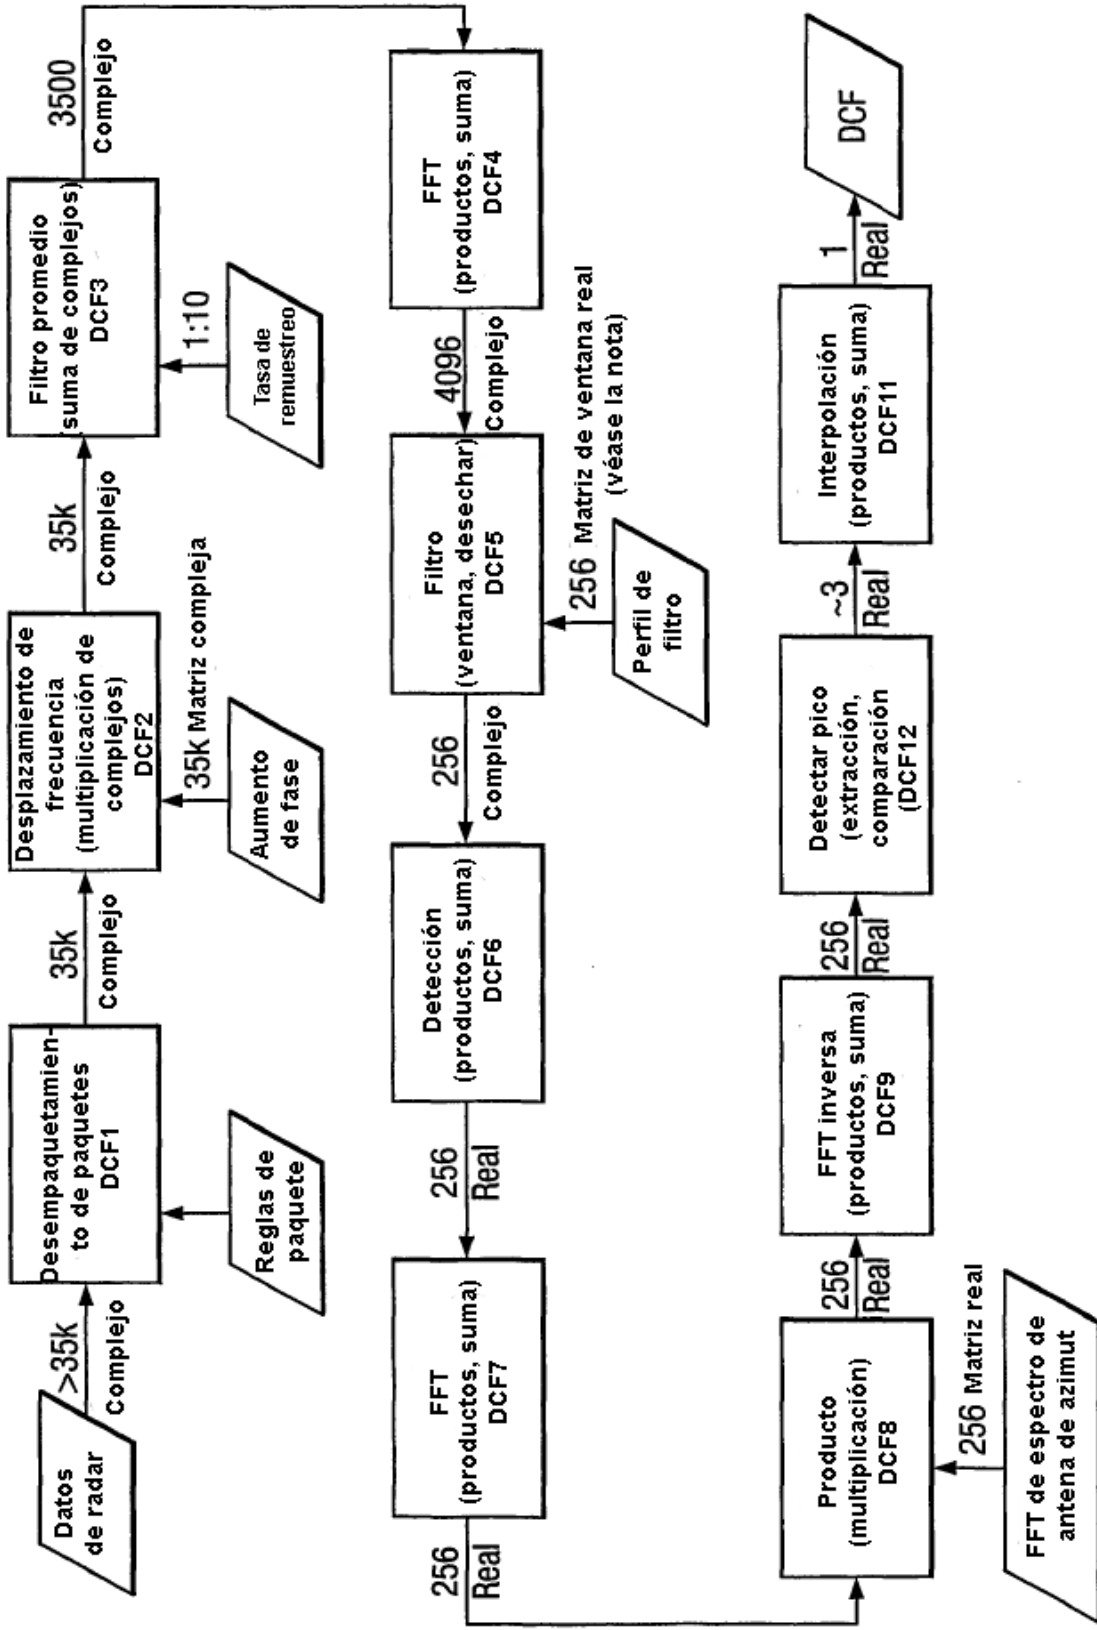 Datos
de radar
>35k
Complejo
Desempaquetamien-
to de paquetes
DCF1
Reglas de
paquete
35k
Complejo
Desplazamiento de
frecuencia
(multiplicación de
complejos)
DCF2
35k Matriz compleja
Aumento
de fase
35k
Complejo
Filtro promedio
(suma de complejos)
DCF3
1:10
Tasa de
remuestreo
3500
Complejo
FFT
(productos, suma)
DCF4
4096
Complejo
Filtro
(ventana, desechar)
DCF5
256 Matriz de ventana real
(véase la nota)
Perfil de
filtro
256
Complejo
Detección
(productos, suma)
DCF6
256
Real
FFT
(productos, suma)
DCF7
256
Real
Producto
(multiplicación)
DCF8
256 Matriz real
FFT de espectro de
antena de azimut
256
Real
FFT inversa
(productos, suma)
DCF9
256
Real
Detectar pico
(extracción,
comparación
(DCF12
~3
Real
Interpolación
(productos, suma)
DCF11
1
Real
DCF